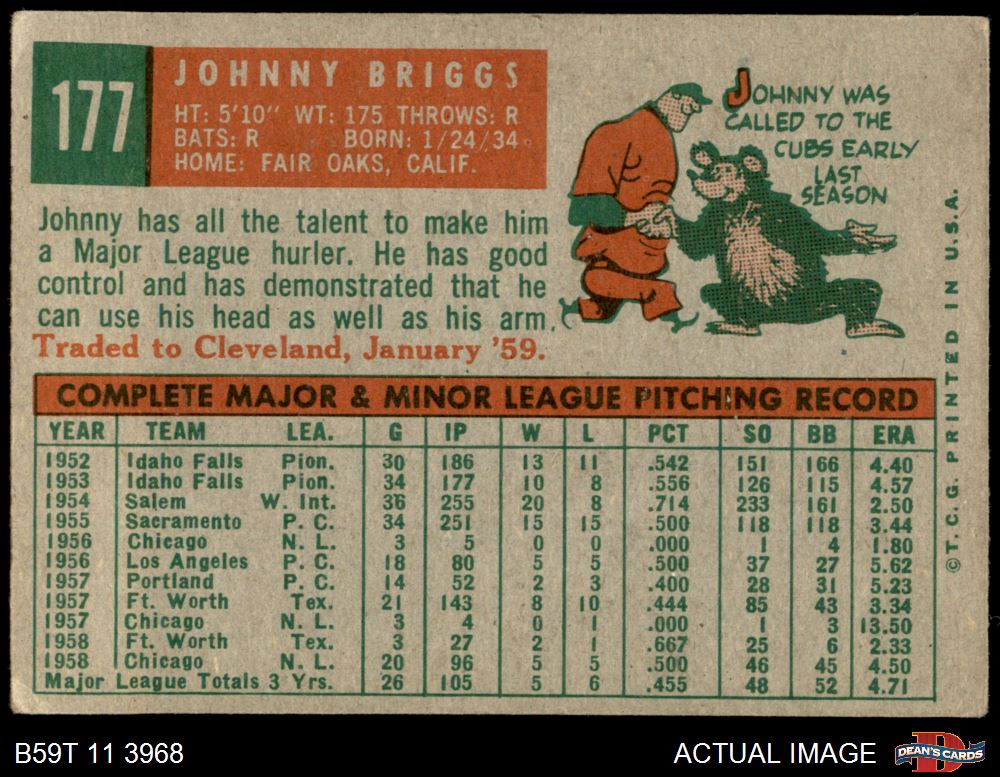 177
JOHNNY BRIGGS
HT: 5'10" WT: 175 THROWS: R
BATS: R BORN: 1/24/34
HOME: FAIR OAKS, CALIF.
JOHNNY WAS
CALLED TO THE
CUBS EARLY
LAST
SEASON
Johnny has all the talent to make him
a Major League hurler. He has good
control and has demonstrated that he
can use his head as well as his arm.
Traded to Cleveland, January '59.
COMPLETE MAJOR & MINOR LEAGUE PITCHING RECORD
YEAR TEAM LEA. G IP W L PCT SO BB ERA
1952 Idaho Falls Pion. 30 186 13 11 .542 151 166 4.40
1953 Idaho Falls Pion. 34 177 10 8 .556 126 115 4.57
1954 Salem W. Int. 36 255 20 8 .714 233 161 2.50
1955 Sacramento P. C. 34 251 15 15 .500 118 118 3.44
1956 Chicago N. L. 3 5 0 0 .000 1 4 1.80
1956 Los Angeles P. C. 18 80 5 5 .500 37 27 5.62
1957 Portland P. C. 14 52 2 3 .400 28 31 5.23
1957 Ft. Worth Tex. 21 143 8 10 .444 85 43 3.34
1957 Chicago N. L. 3 4 0 1 .000 1 3 13.50
1958 Ft. Worth Tex. 3 27 2 1 .667 25 6 2.33
1958 Chicago N. L. 20 96 5 5 .500 46 45 4.50
Major League Totals 3 Yrs. 26 105 5 6 .455 48 52 4.71
© T. C. G. PRINTED IN U.S.A.
B59T 11 3968
ACTUAL IMAGE
DEAN'S CARDS